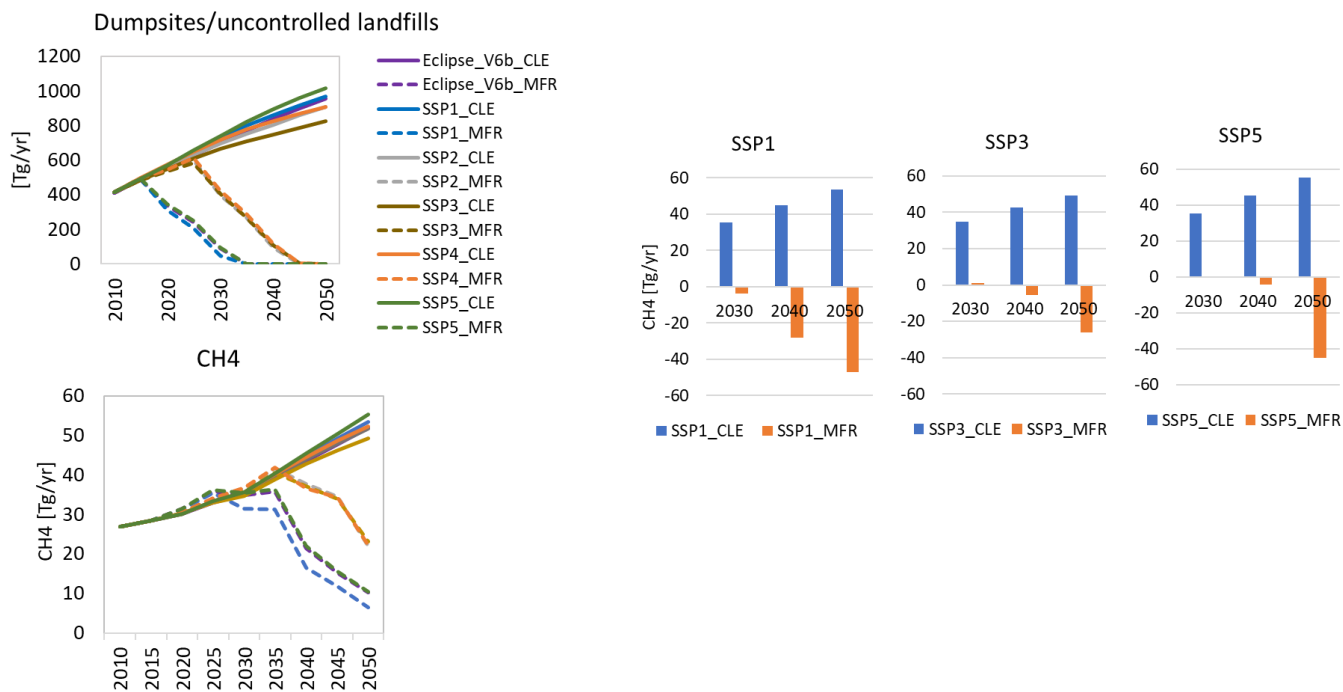 Dumpsites/uncontrolled landfills
[Tg/yr]
1200
1000
800
600
400
200
0
2010
2020
2030
2040
2050
Eclipse_V6b_CLE
Eclipse_V6b_MFR
SSP1_CLE
SSP1_MFR
SSP2_CLE
SSP2_MFR
SSP3_CLE
SSP3_MFR
SSP4_CLE
SSP4_MFR
SSP5_CLE
SSP5_MFR
CH4
CH4 [Tg/yr]
60
50
40
30
20
10
0
2010
2015
2020
2025
2030
2035
2040
2045
2050
SSP1
CH4 [Tg/yr]
60
40
20
0
-20
-40
-60
2030
2040
2050
SSP1_CLE
SSP1_MFR
SSP3
60
40
20
0
-20
-40
-60
2030
2040
2050
SSP3_CLE
SSP3_MFR
SSP5
60
40
20
0
-20
-40
-60
2030
2040
2050
SSP5_CLE
SSP5_MFR